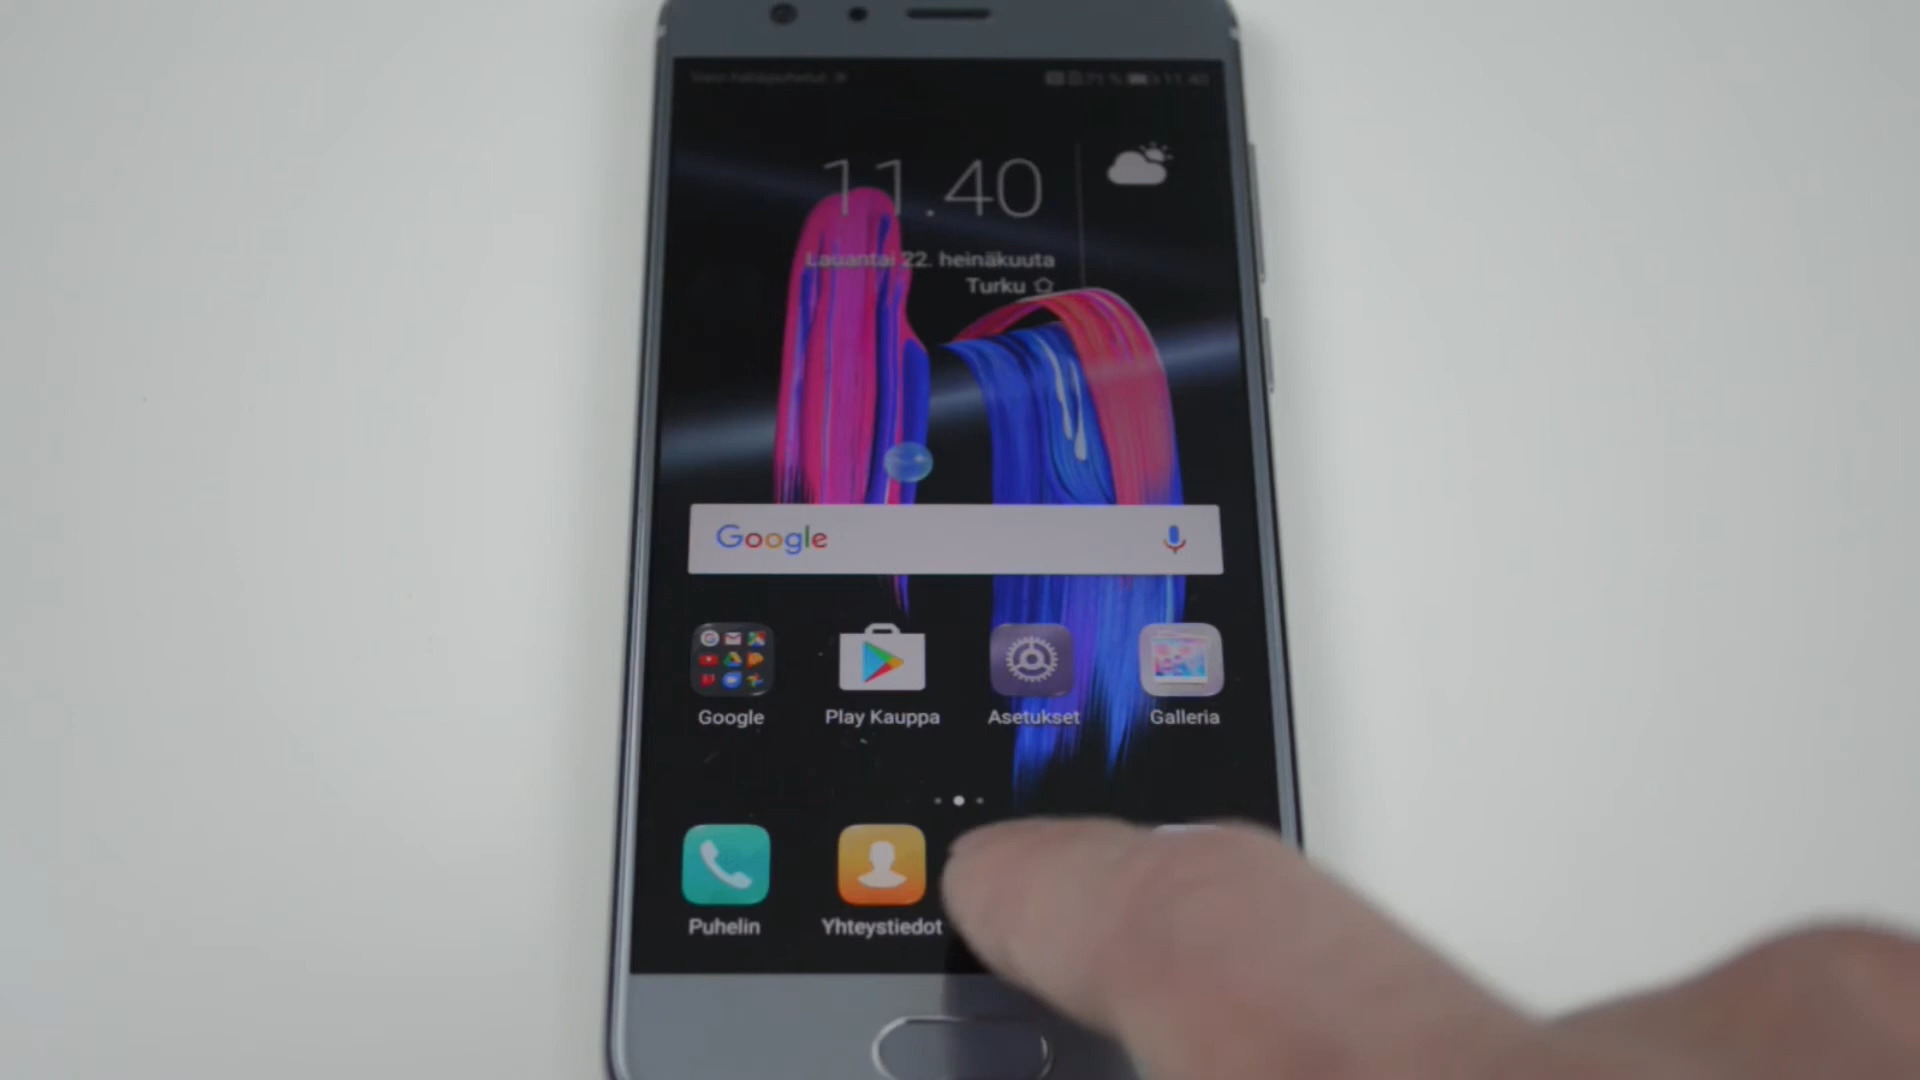 11.40
Lauantai 22. heinäkuuta
Turku
Google
Google
Play Kauppa
Asetukset
Galleria
Puhelin
Yhteystiedot